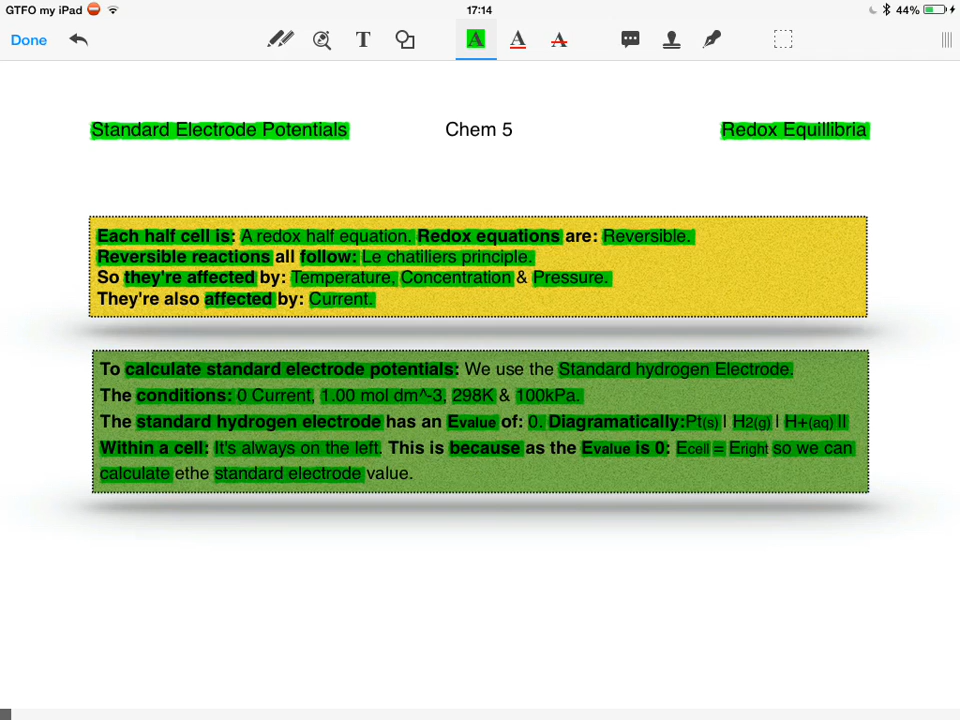 GTFO my iPad 17:14 44%
Done T A A A
Standard Electrode Potentials Chem 5 Redox Equillibria
Each half cell is: A redox half equation. Redox equations are: Reversible.
Reversible reactions all follow: Le chatiliers principle.
So they're affected by: Temperature, Concentration & Pressure.
They're also affected by: Current.
To calculate standard electrode potentials: We use the Standard hydrogen Electrode.
The conditions: 0 Current, 1.00 mol dm^-3, 298K & 100kPa.
The standard hydrogen electrode has an Evalue of: 0. Diagramatically:Pt(s) | H2(g) | H+(aq) ||
Within a cell: It's always on the left. This is because as the Evalue is 0: Ecell = Eright so we can
calculate ethe standard electrode value.